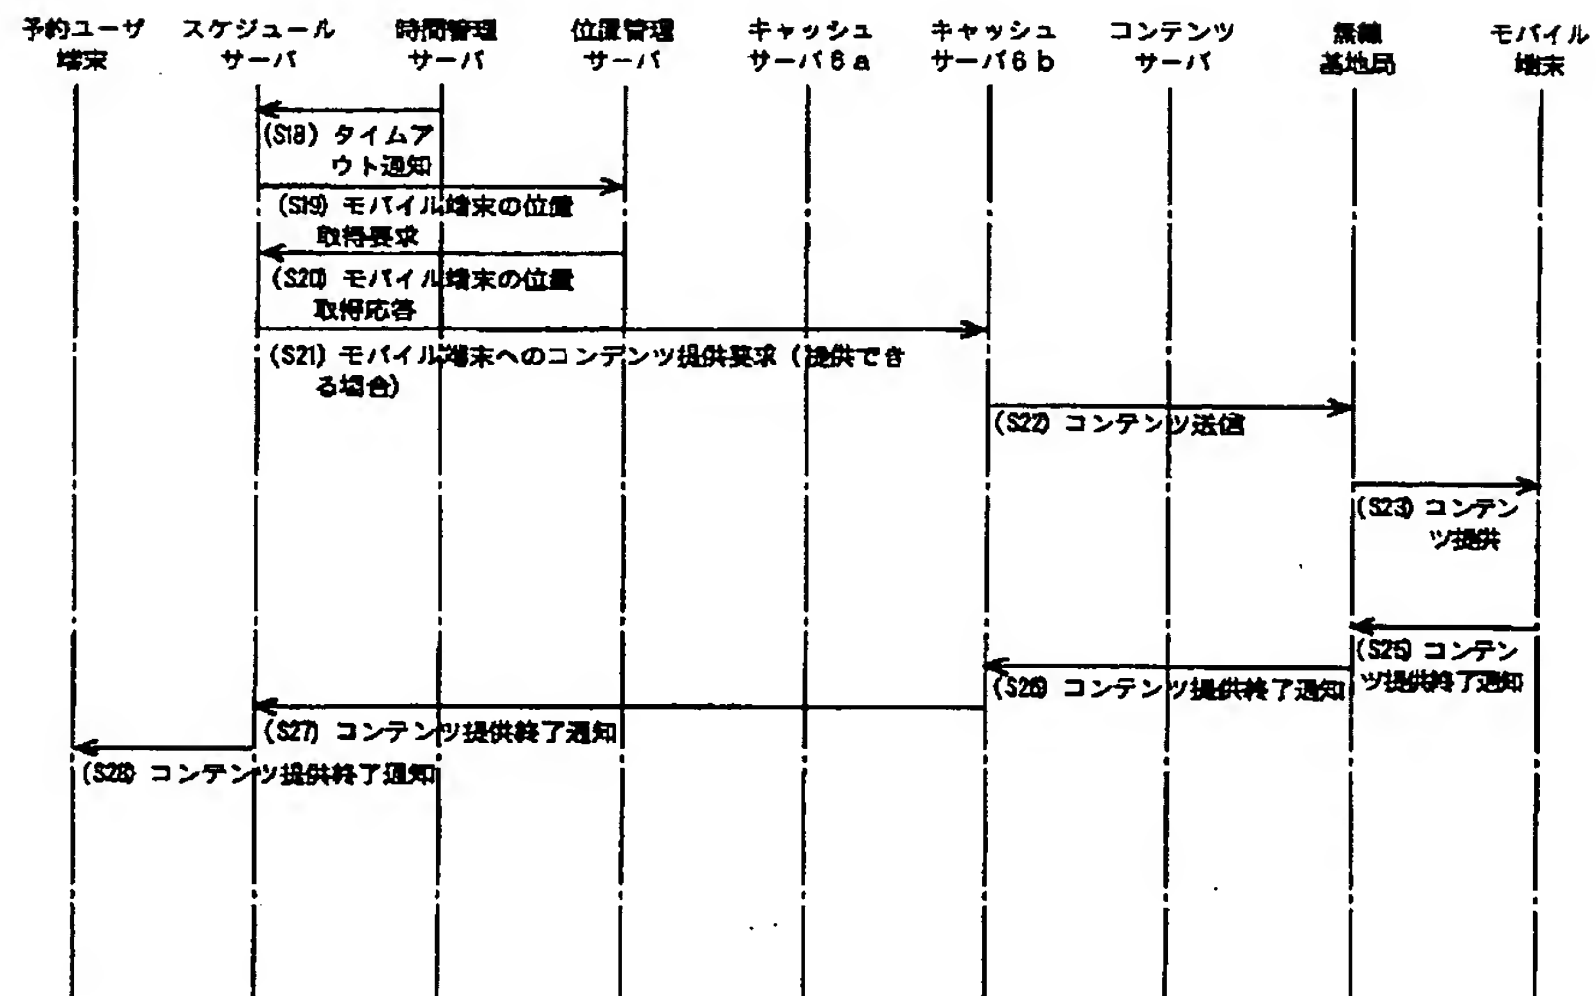 予約ユーザ
端末
スケジュール
サーバ
時間管理
サーバ
位置管理
サーバ
キャッシュ
サーバ6a
キャッシュ
サーバ6b
コンテンツ
サーバ
無線
基地局
モバイル
端末
(S18) タイムア
ウト通知
(S19) モバイル端末の位置
取得要求
(S20) モバイル端末の位置
取得応答
(S21) モバイル端末へのコンテンツ提供要求(提供でき
る場合)
(S22) コンテンツ送信
(S23) コンテン
ツ提供
(S25) コンテン
ツ提供終了通知
(S26) コンテンツ提供終了通知
(S27) コンテンツ提供終了通知
(S28) コンテンツ提供終了通知